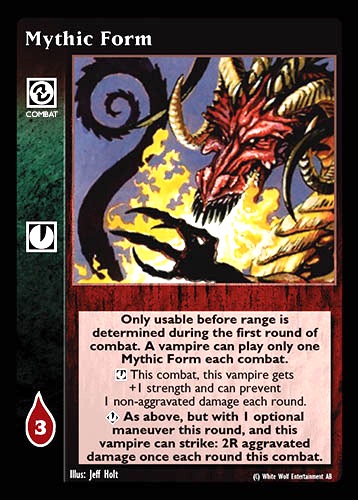 Mythic Form
COMBAT
Only usable before range is
determined during the first round of
combat. A vampire can play only one
Mythic Form each combat.
This combat, this vampire gets
+1 strength and can prevent
1 non-aggravated damage each round.
As above, but with 1 optional
maneuver this round, and this
vampire can strike: 2R aggravated
damage once each round this combat.
3
Illus: Jeff Holt
(C) White Wolf Entertainment AB